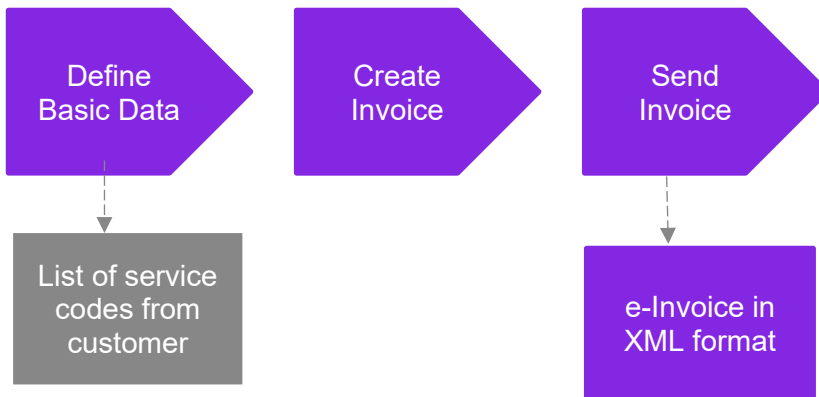 Define
Basic Data
Create
Invoice
Send
Invoice
List of service
codes from
customer
e-Invoice in
XML format